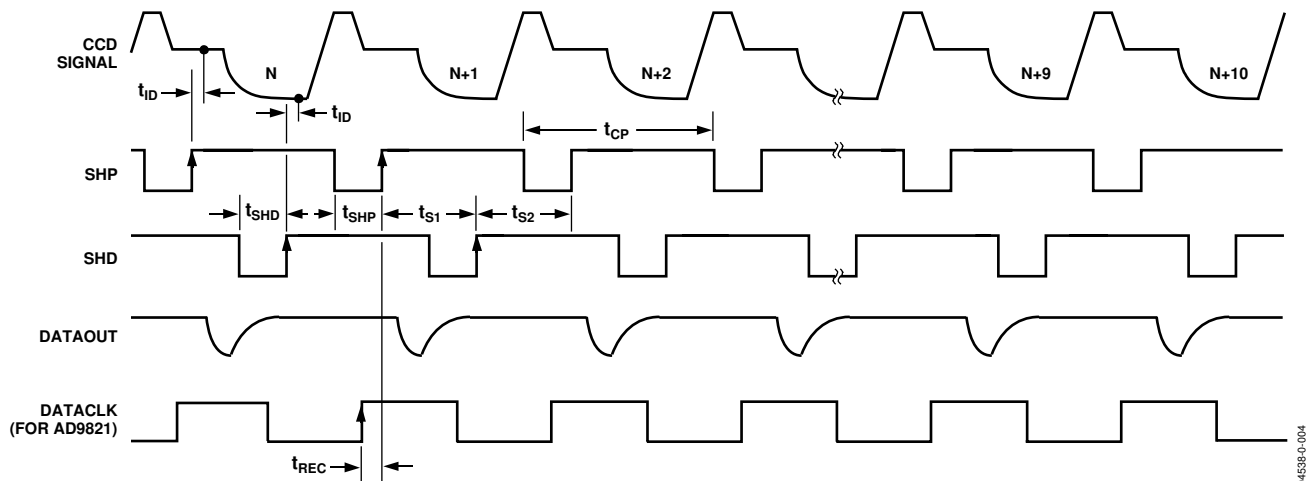 CCD
SIGNAL
N
N+1
N+2
N+9
N+10
tID
tID
tCP
SHP
tSHD
tSHP
tS1
tS2
SHD
DATAOUT
DATACLK
(FOR AD9821)
tREC
04538-0-004